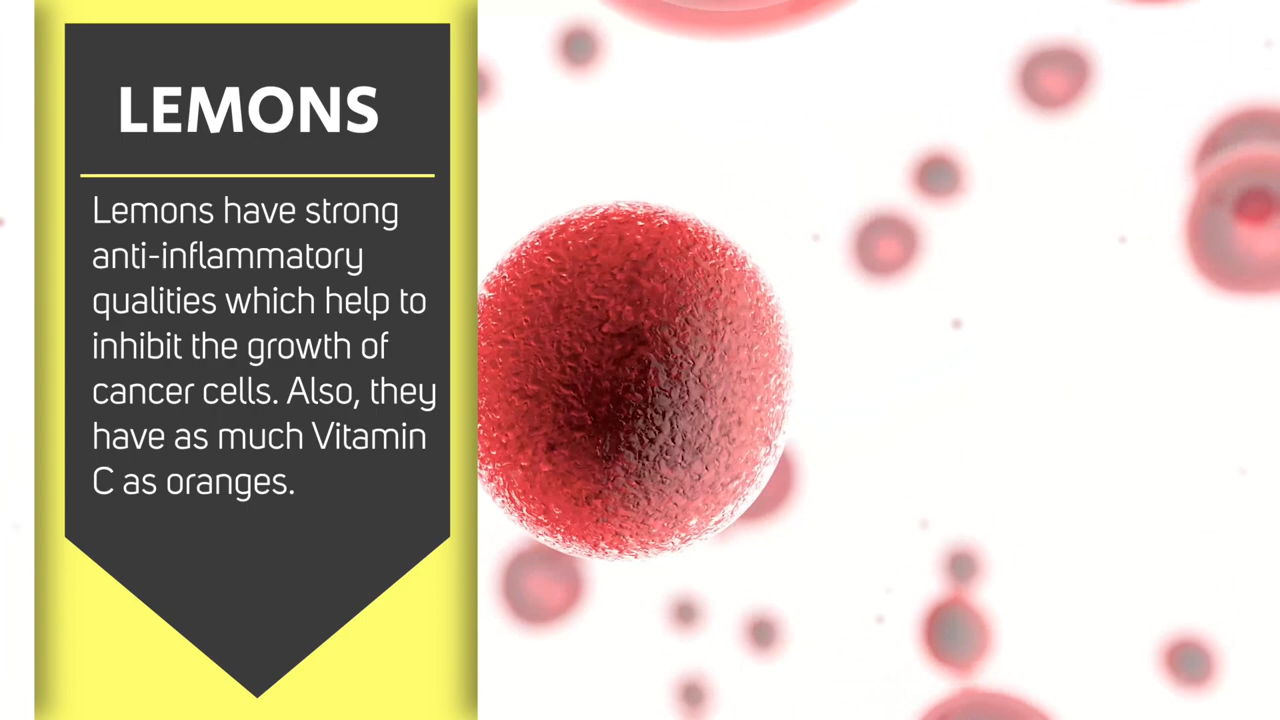 LEMONS
Lemons have strong
anti-inflammatory
qualities which help to
inhibit the growth of
cancer cells. Also, they
have as much Vitamin
C as oranges.